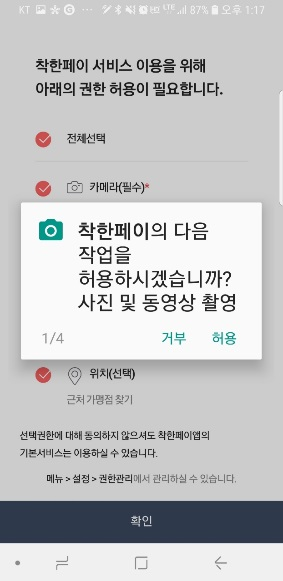 KT ... LTE 87% 오후 1:17
착한페이 서비스 이용을 위해
아래의 권한 허용이 필요합니다.
전체선택
카메라(필수)*
착한페이의 다음
작업을
허용하시겠습니까?
사진 및 동영상 촬영
1/4 거부 허용
위치(선택)
근처 가맹점 찾기
선택권한에 대해 동의하지 않으셔도 착한페이앱의
기본서비스는 이용하실 수 있습니다.
메뉴 > 설정 > 권한관리에서 관리하실 수 있습니다.
확인